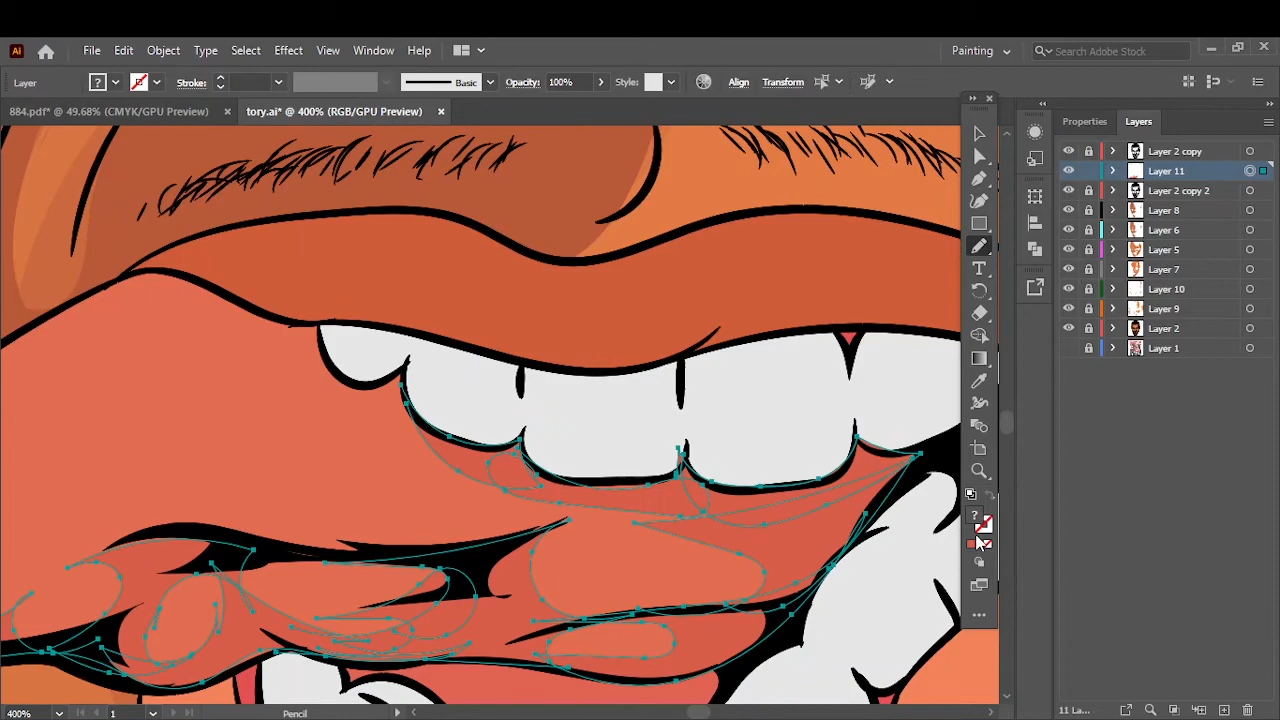 Ai File Edit Object Type Select Effect View Window Help Painting Search Adobe Stock
Layer ? Stroke: Basic Opacity: 100% Style: Align Transform
884.pdf* @ 49.68% (CMYK/GPU Preview) × tory.ai* @ 400% (RGB/GPU Preview) ×
Properties Layers
Layer 2 copy
Layer 11
Layer 2 copy 2
Layer 8
Layer 6
Layer 5
Layer 7
Layer 10
Layer 9
Layer 2
Layer 1
T
?
400% 1 Pencil 11 La...